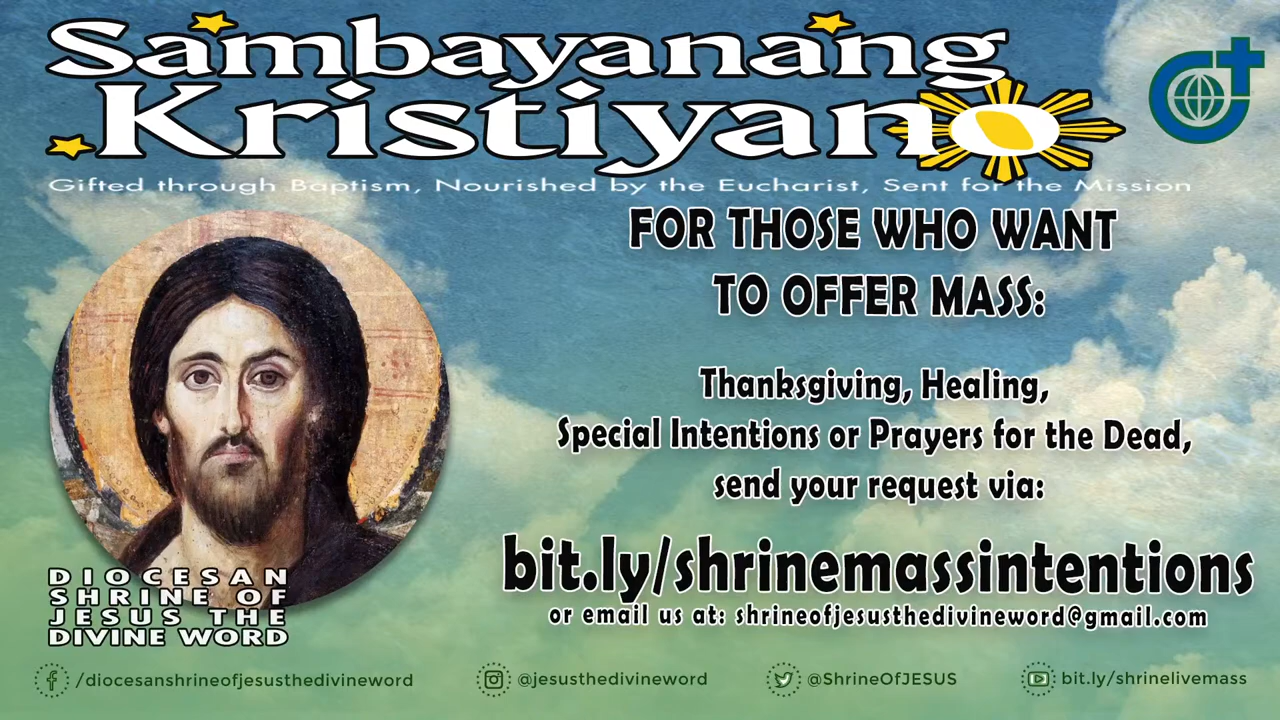 Sambayanang
Kristiyano
Gifted through Baptism, Nourished by the Eucharist, Sent for the Mission
FOR THOSE WHO WANT
TO OFFER MASS:
Thanksgiving, Healing,
Special Intentions or Prayers for the Dead,
send your request via:
bit.ly/shrinemassintentions
or email us at: shrineofjesusthedivineword@gmail.com
DIOCESAN
SHRINE OF
JESUS THE
DIVINE WORD
/diocesanshrineofjesusthedivineword
@jesusthedivineword
@ShrineOfJESUS
bit.ly/shrinelivemass